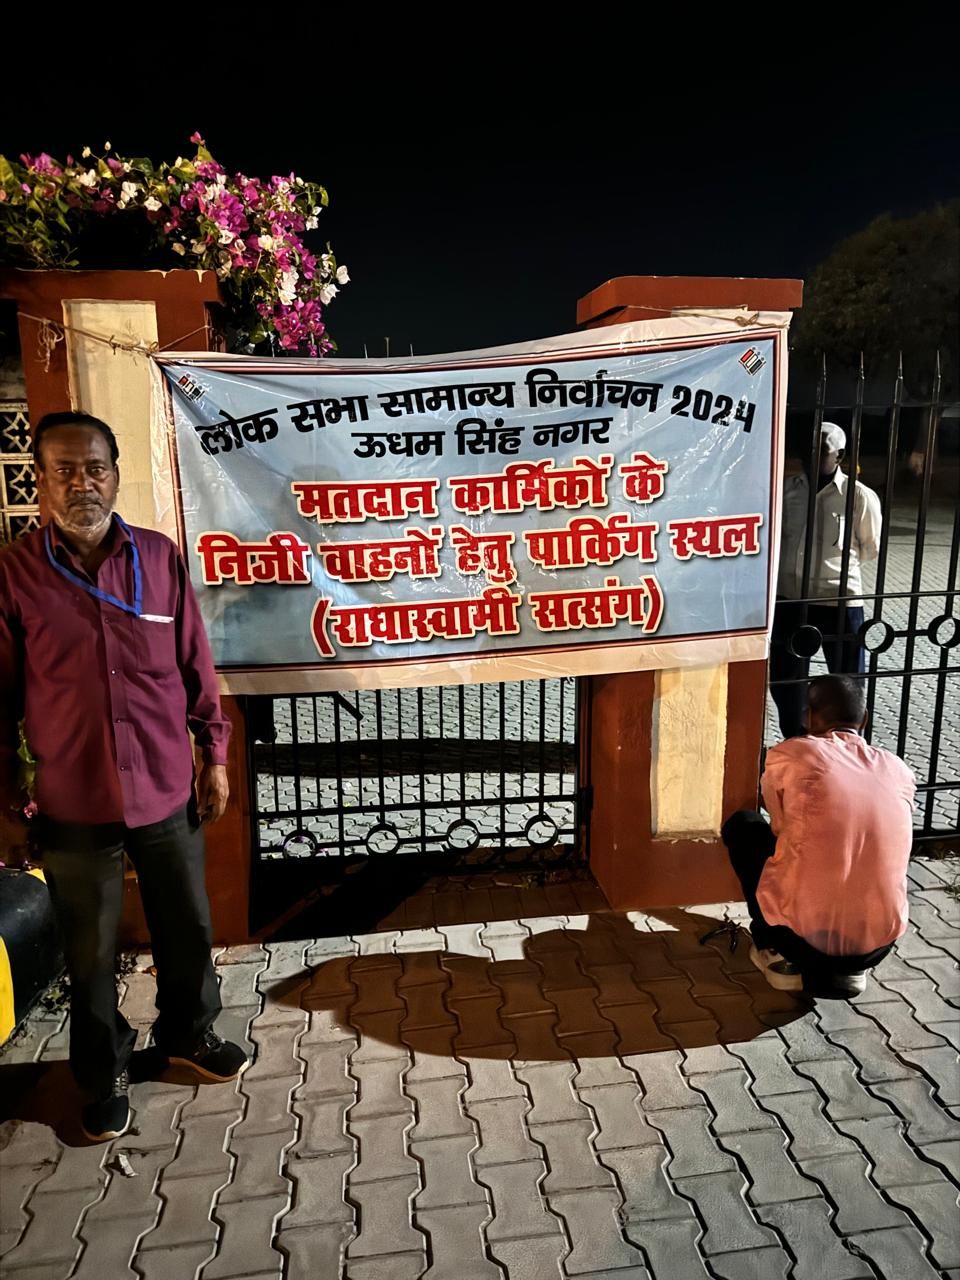 लोक सभा सामान्य निर्वाचन 2024
ऊधम सिंह नगर
मतदान कार्मिकों के
निजी वाहनों हेतु पार्किंग स्थल
(राधास्वामी सत्संग)